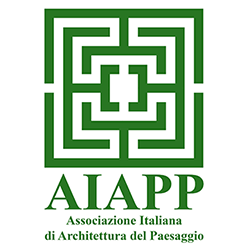 AIAPP
Associazione Italiana
di Architettura del Paesaggio